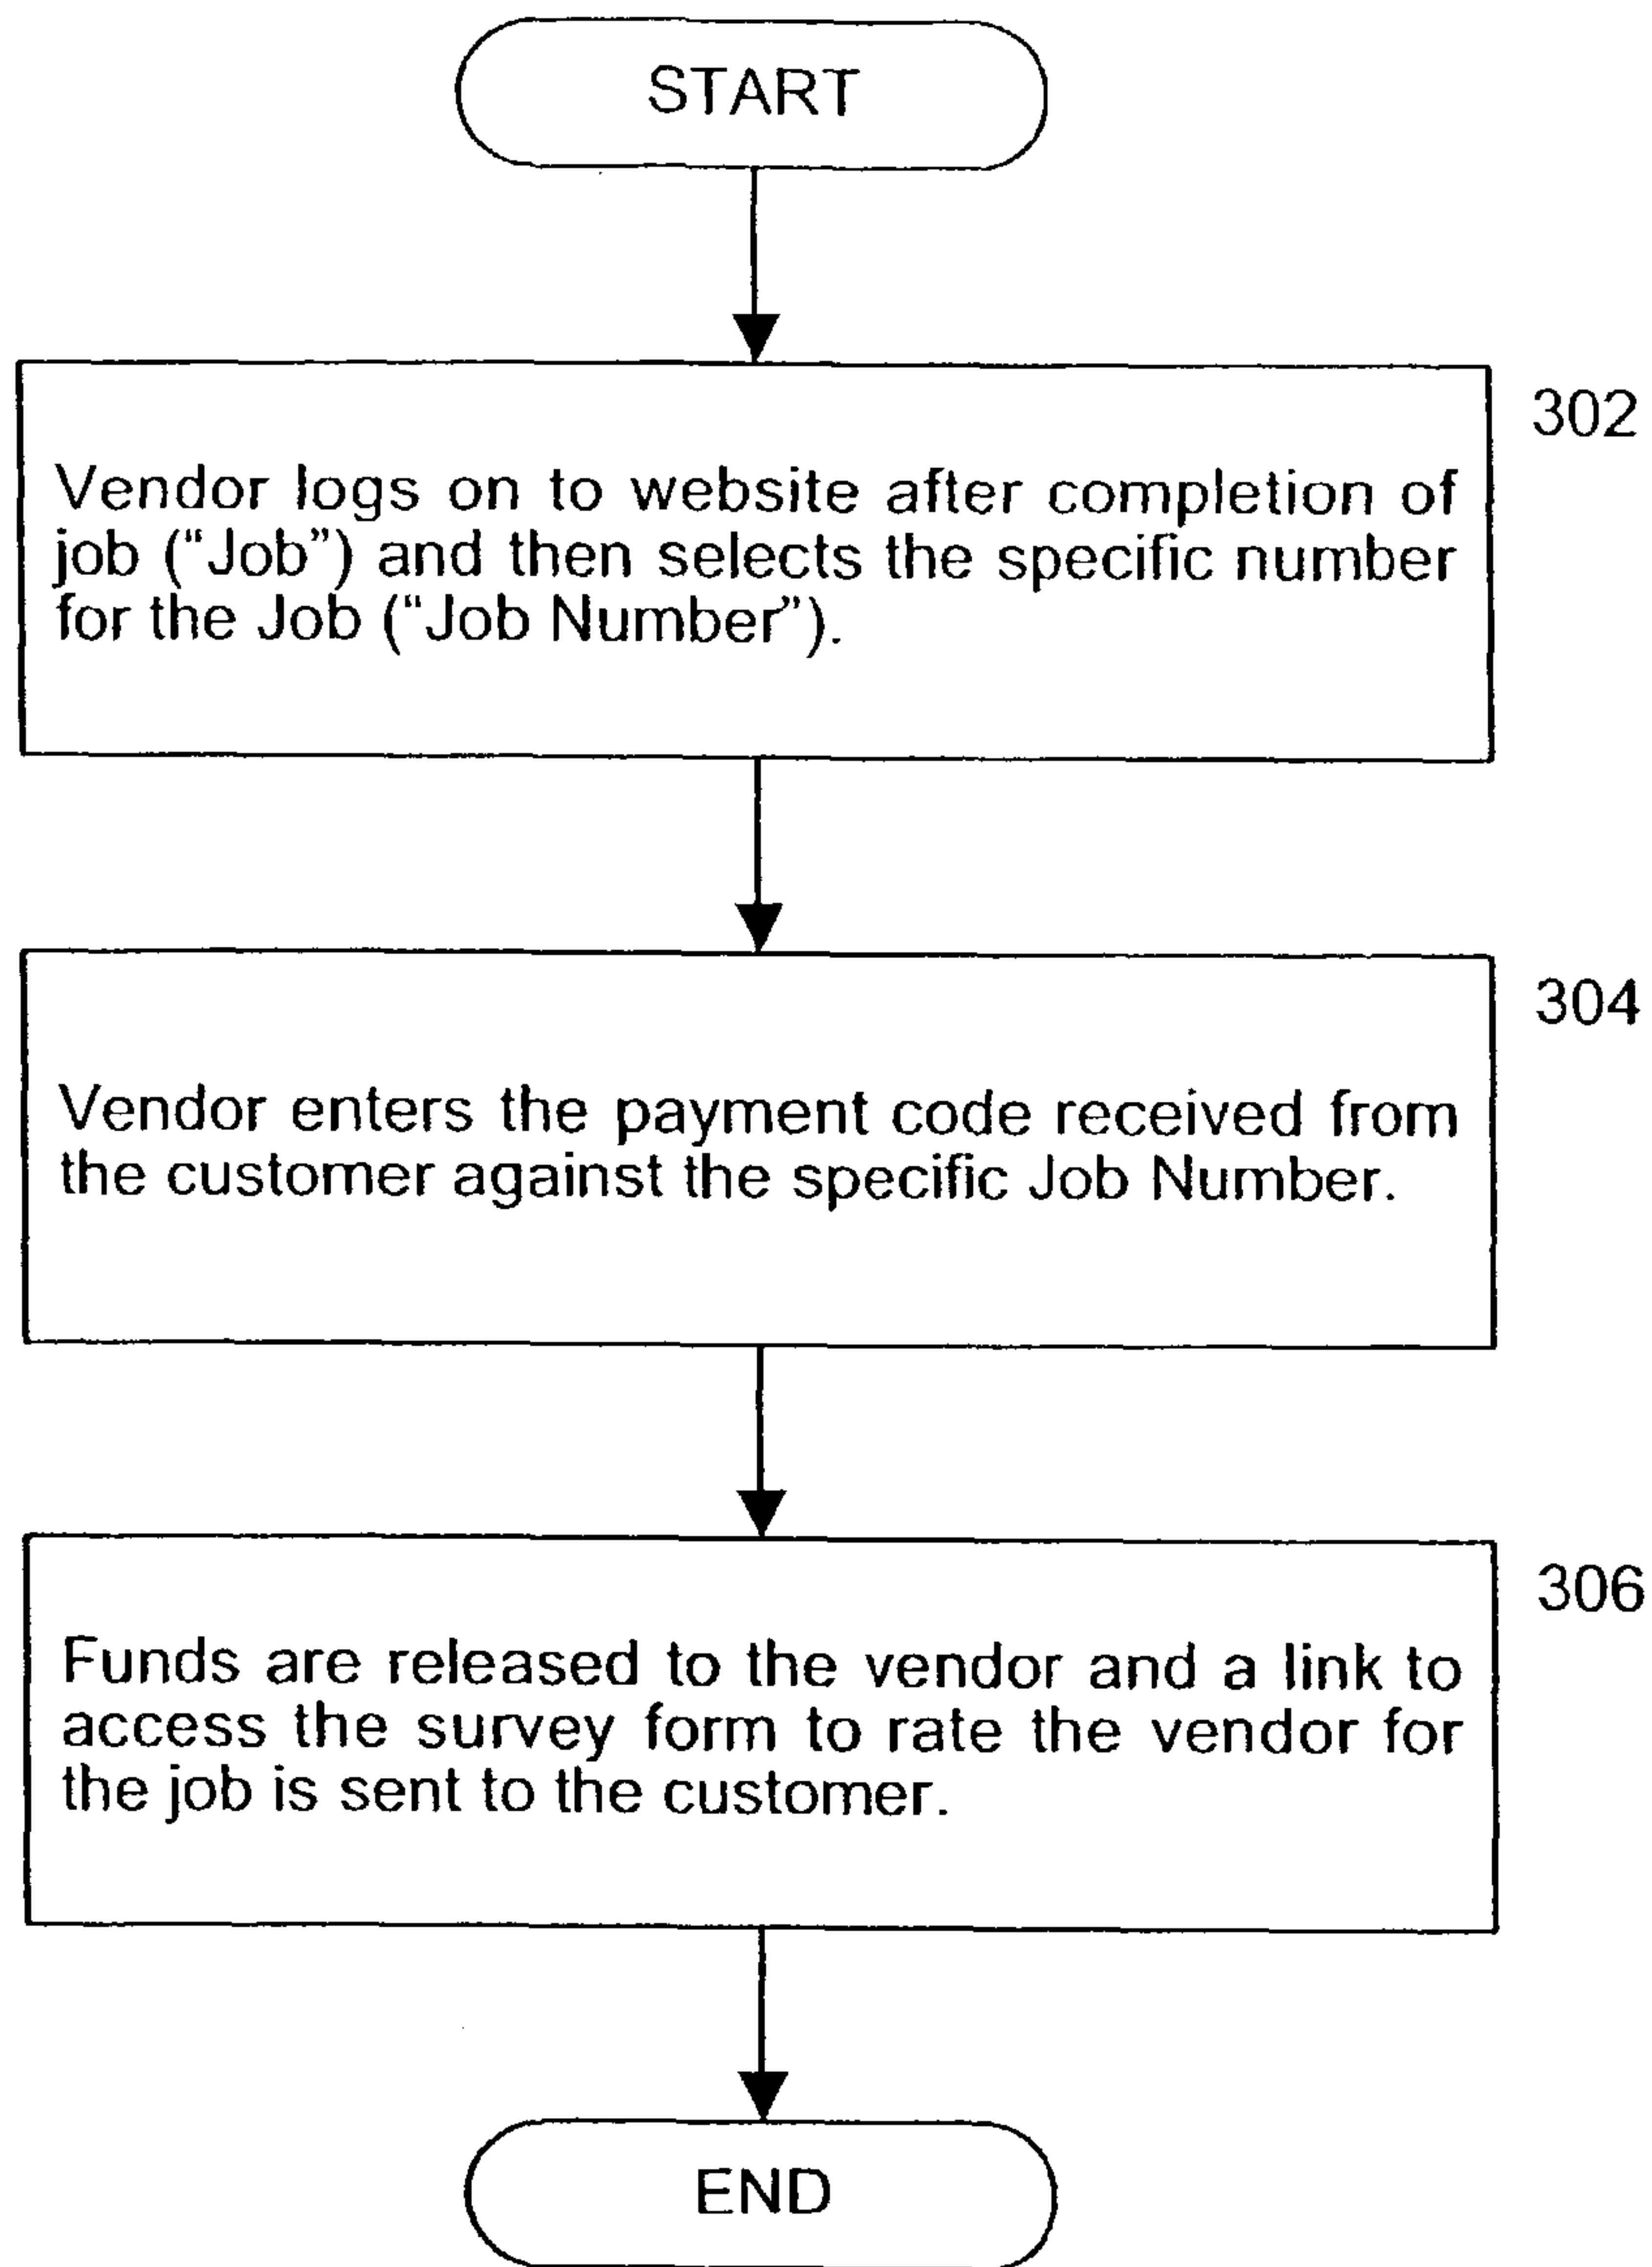 START
302
Vendor logs on to website after completion of
job (“Job”) and then selects the specific number
for the Job (“Job Number”).
304
Vendor enters the payment code received from
the customer against the specific Job Number.
306
Funds are released to the vendor and a link to
access the survey form to rate the vendor for
the job is sent to the customer.
END